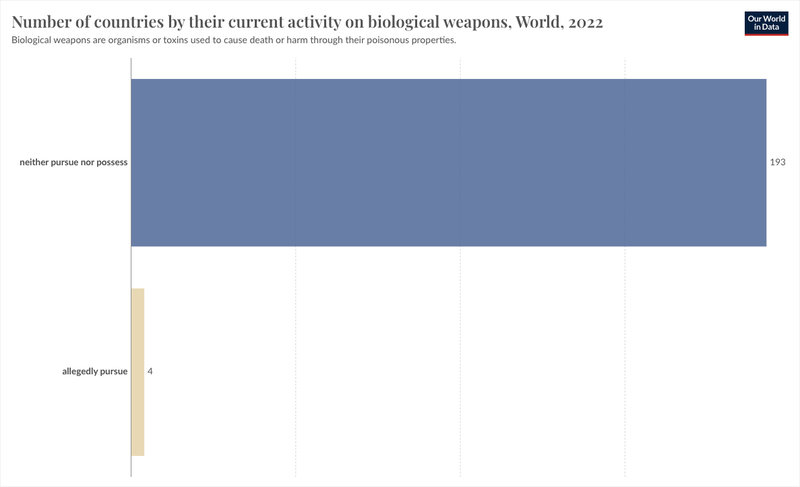 Number of countries by their current activity on biological weapons, World, 2022
Our World
in Data
Biological weapons are organisms or toxins used to cause death or harm through their poisonous properties.
neither pursue nor possess
193
allegedly pursue
4